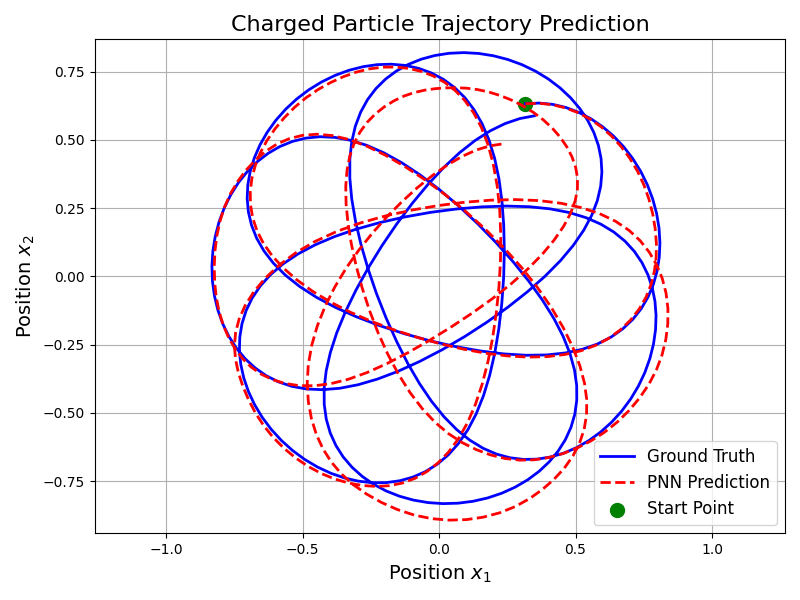 Charged Particle Trajectory Prediction
Position x₂
0.75
0.50
0.25
0.00
−0.25
−0.50
−0.75
−1.0
−0.5
0.0
0.5
1.0
Position x₁
Ground Truth
PNN Prediction
Start Point